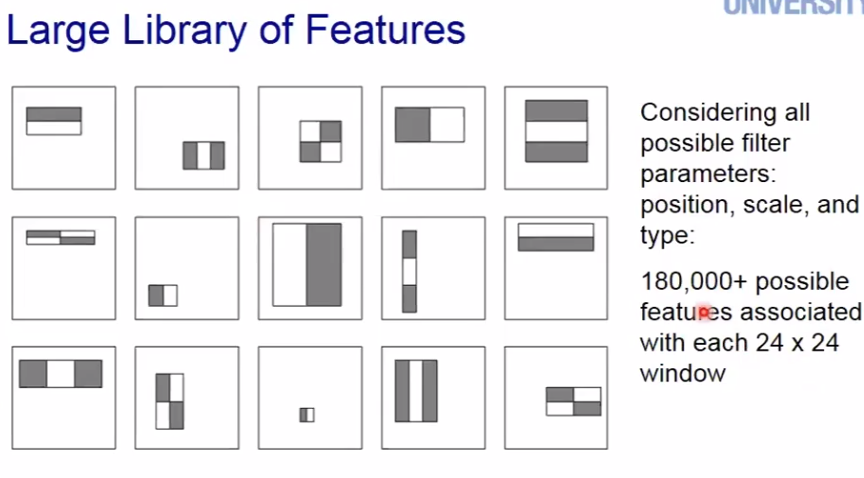 UNIVERSITY
Large Library of Features
Considering all
possible filter
parameters:
position, scale, and
type:
180,000+ possible
features associated
with each 24 x 24
window